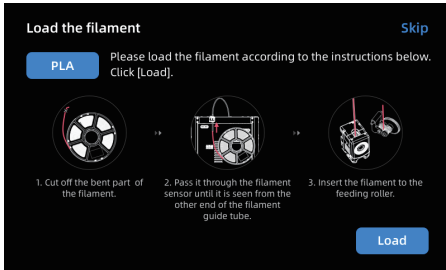 Load the filament
Skip
PLA
Please load the filament according to the instructions below.
Click [Load].
1. Cut off the bent part of
the filament.
2. Pass it through the filament
sensor until it is seen from the
other end of the filament
guide tube.
3. Insert the filament to the
feeding roller.
Load